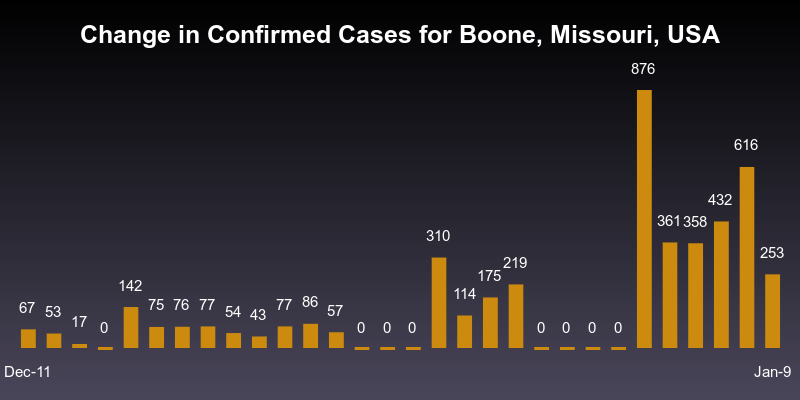 Change in Confirmed Cases for Boone, Missouri, USA
67 53 17 0 142 75 76 77 54 43 77 86 57 0 0 0 310 114 175 219 0 0 0 0 876 361 358 432 616 253
Dec-11 Jan-9